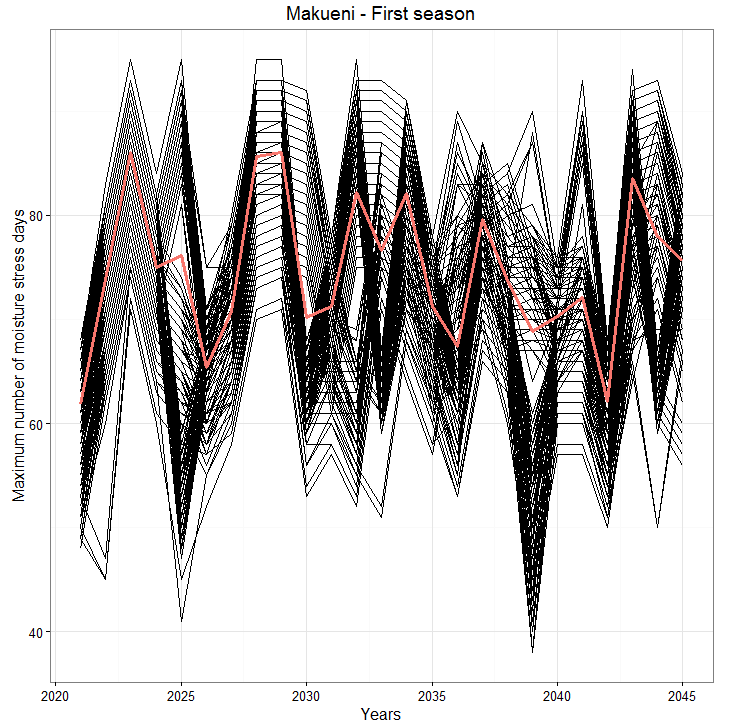 Makueni - First season
Maximum number of moisture stress days
80
60
40
2020 2025 2030 2035 2040 2045
Years